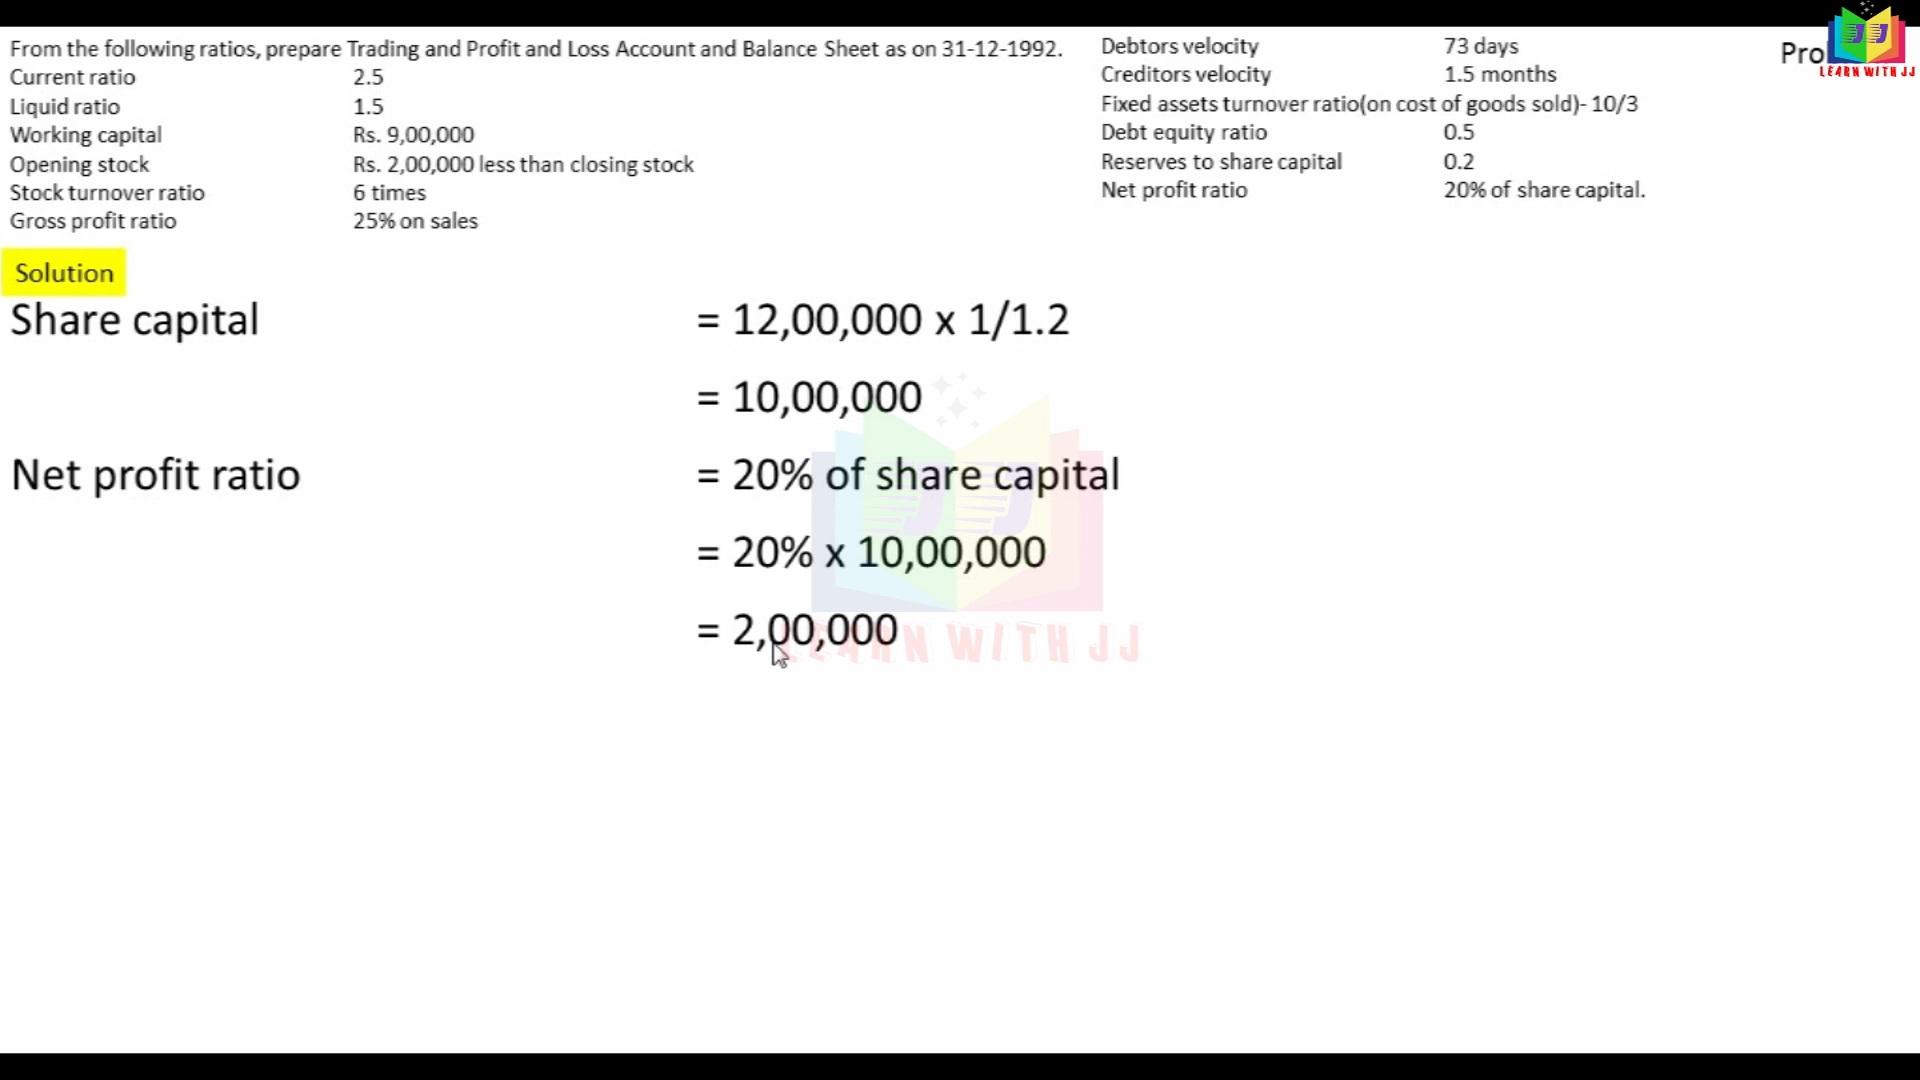 From the following ratios, prepare Trading and Profit and Loss Account and Balance Sheet as on 31-12-1992.
Current ratio 2.5
Liquid ratio 1.5
Working capital Rs. 9,00,000
Opening stock Rs. 2,00,000 less than closing stock
Stock turnover ratio 6 times
Gross profit ratio 25% on sales
Debtors velocity 73 days
Creditors velocity 1.5 months
Fixed assets turnover ratio(on cost of goods sold)- 10/3
Debt equity ratio 0.5
Reserves to share capital 0.2
Net profit ratio 20% of share capital.
JJ
LEARN WITH JJ
Solution
Share capital = 12,00,000 x 1/1.2
= 10,00,000
Net profit ratio = 20% of share capital
= 20% x 10,00,000
= 2,00,000
JJ
LEARN WITH JJ